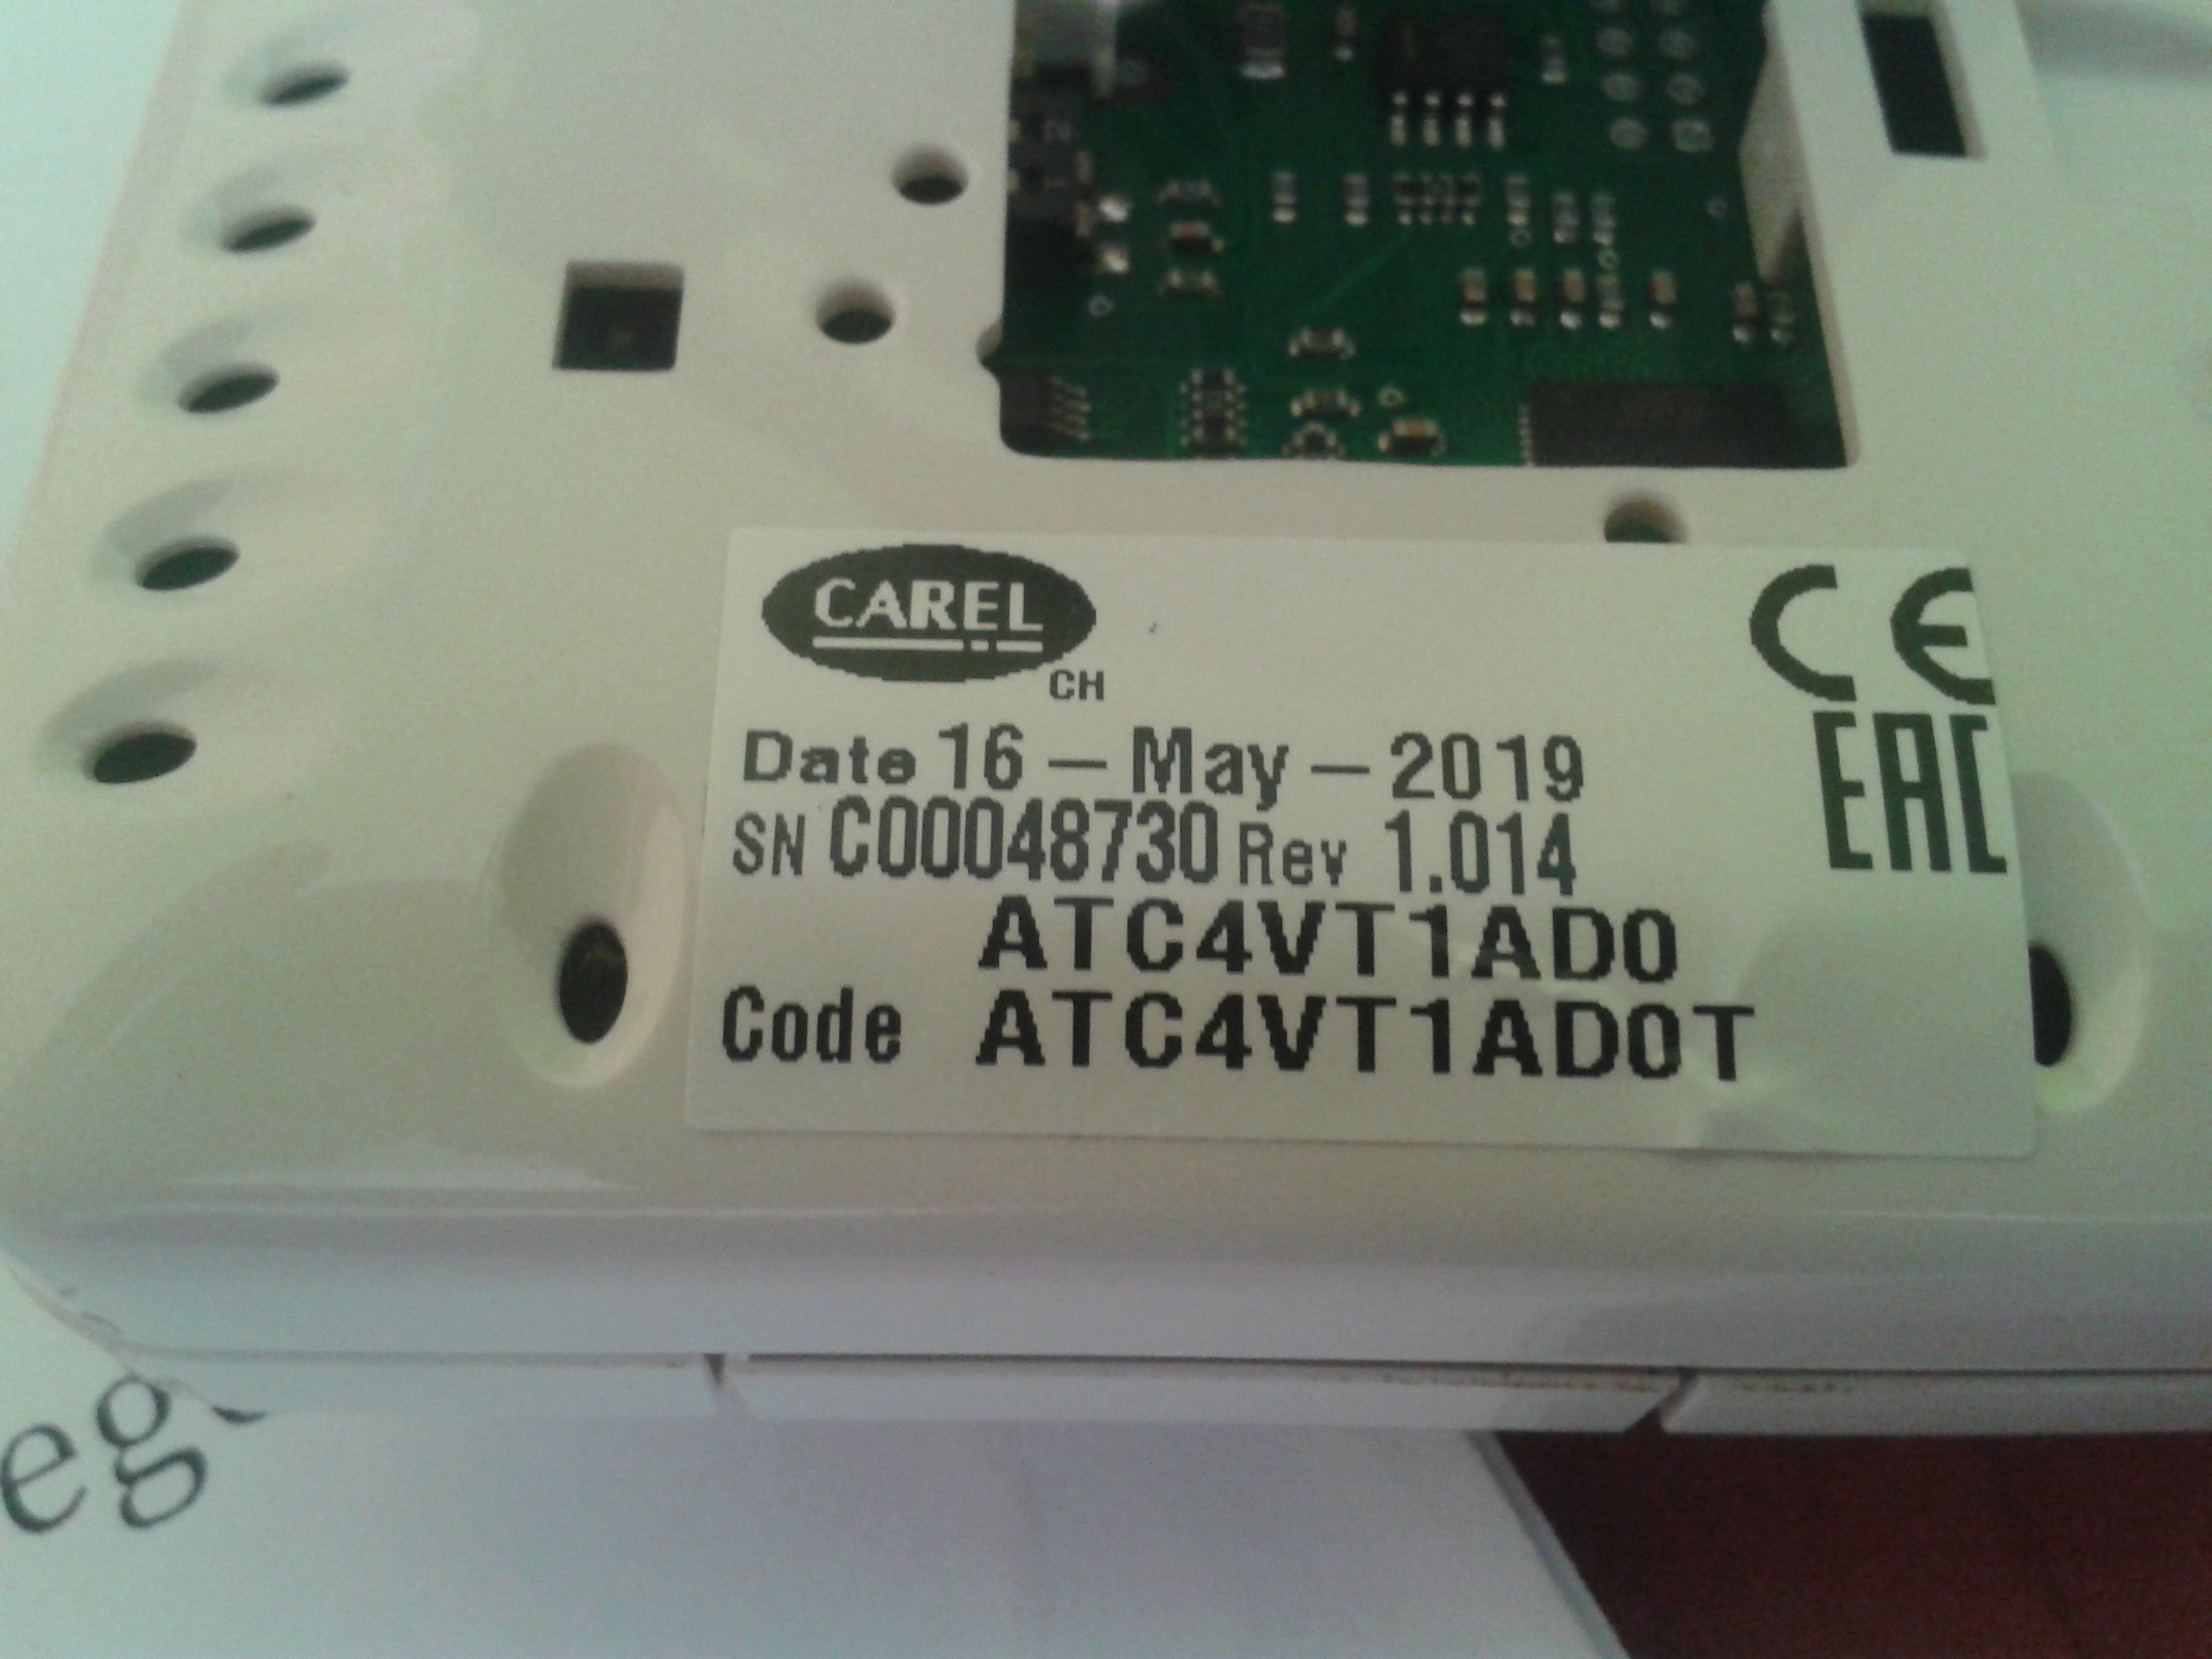 CAREL
CH
CE
EAC
Date 16-May-2019
SN C00048730 Rev 1.014
ATC4VT1AD0
Code ATC4VT1AD0T
eg